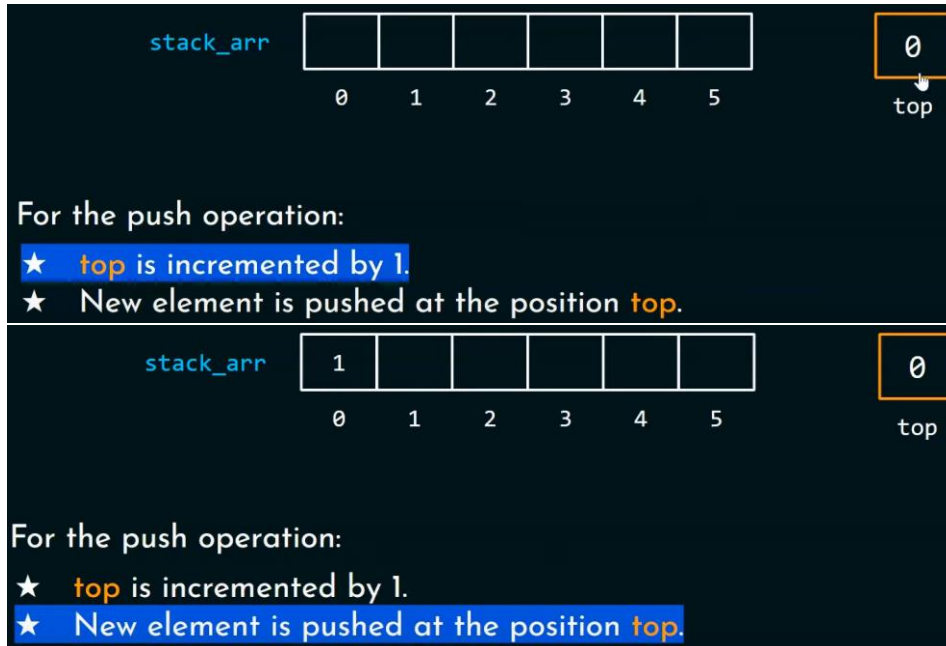 stack_arr 0
0 1 2 3 4 5 top
For the push operation:
★ top is incremented by 1.
★ New element is pushed at the position top.
stack_arr 1 0
0 1 2 3 4 5 top
For the push operation:
★ top is incremented by 1.
★ New element is pushed at the position top.